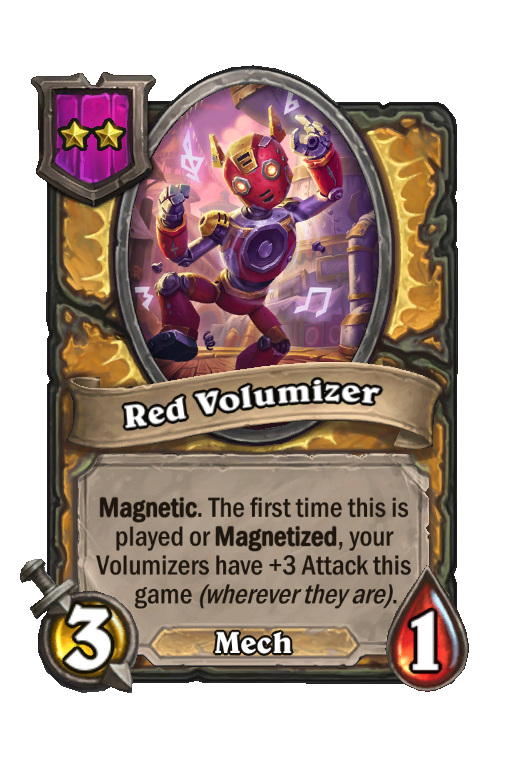 Red Volumizer
Magnetic. The first time this is
played or Magnetized, your
Volumizers have +3 Attack this
game (wherever they are).
3
Mech
1